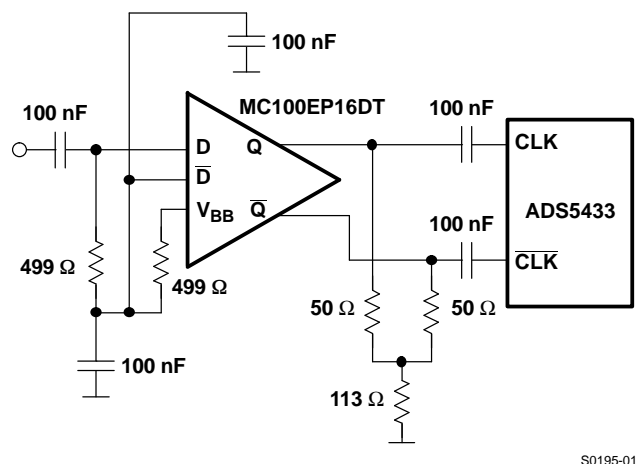 100 nF
MC100EP16DT
100 nF
100 nF
D
Q
CLK
D̅
ADS5433
V_BB
Q̅
100 nF
C̅L̅K̅
499 Ω
499 Ω
50 Ω
50 Ω
100 nF
113 Ω
S0195-01